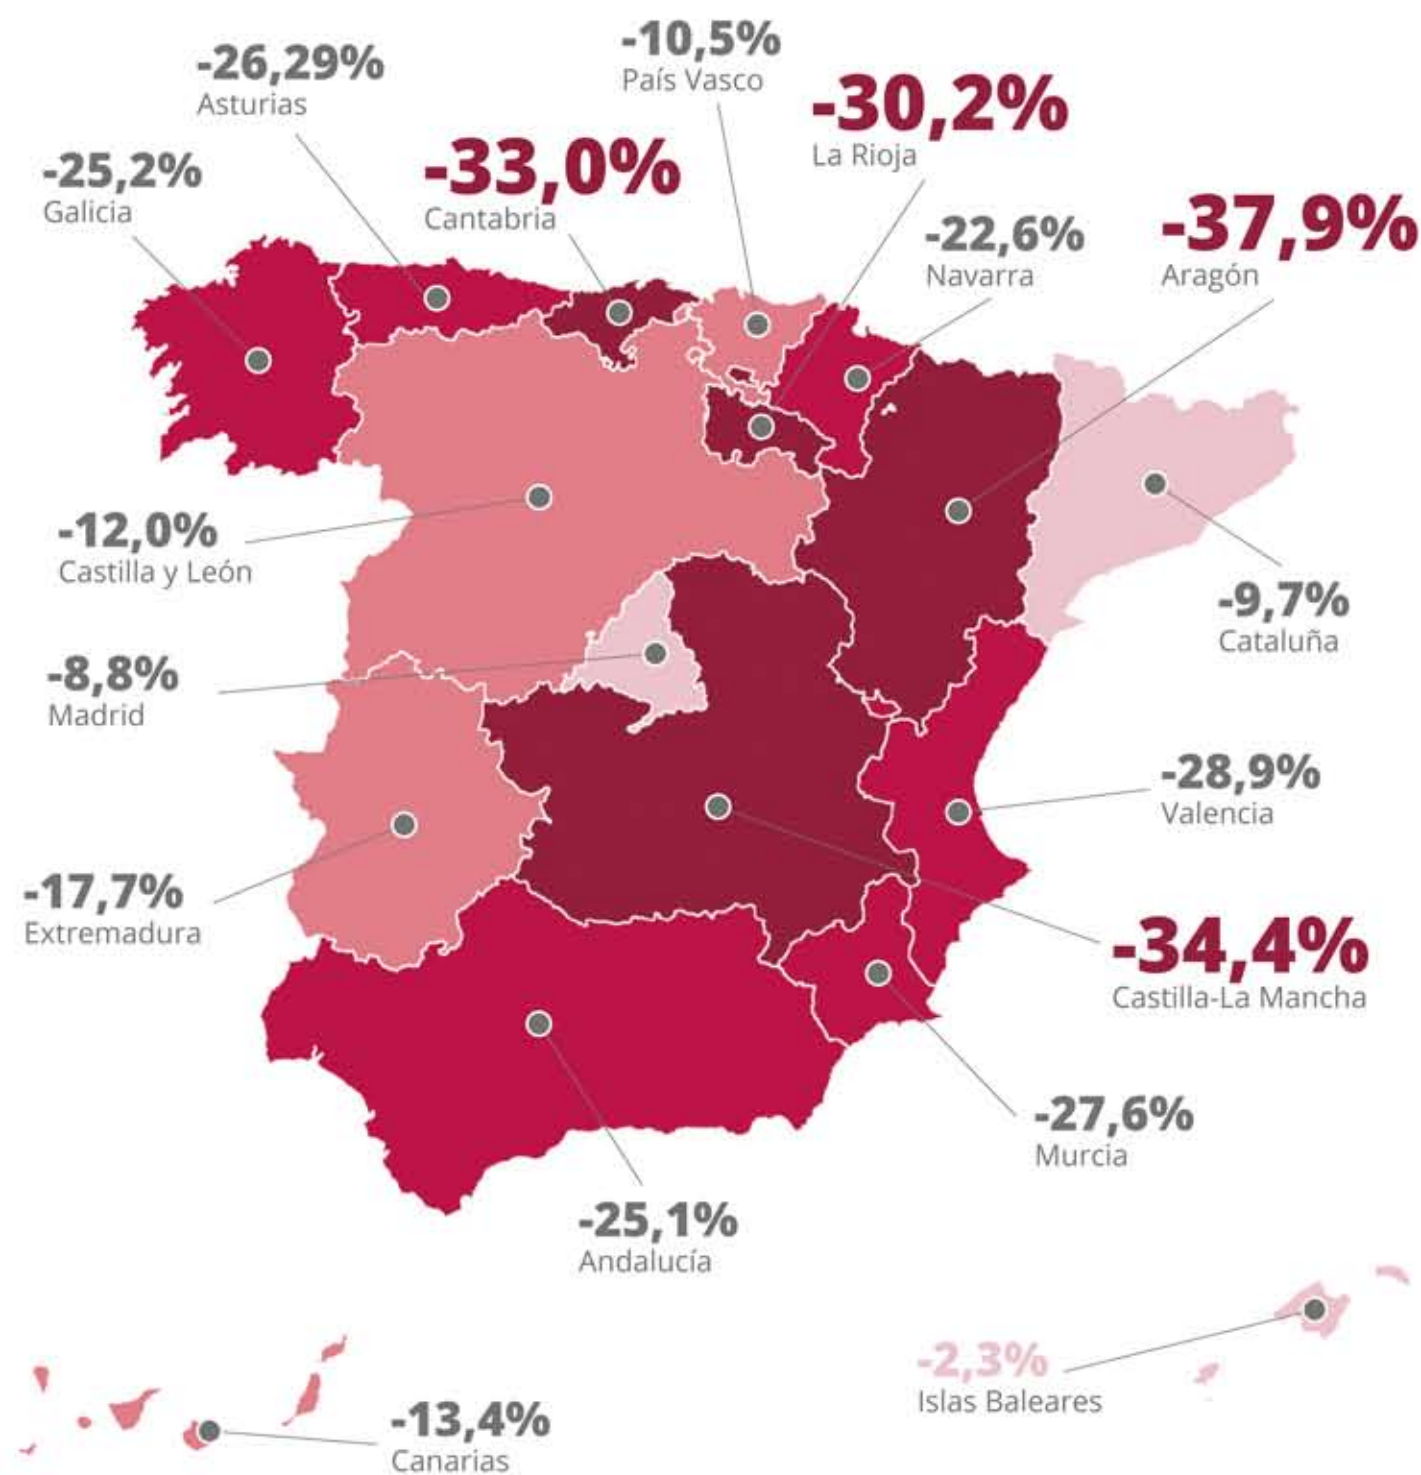 -10,5%
País Vasco
-26,29%
Asturias
-30,2%
La Rioja
-33,0%
Cantabria
-25,2%
Galicia
-37,9%
Aragón
-22,6%
Navarra
-12,0%
Castilla y León
-9,7%
Cataluña
-8,8%
Madrid
-28,9%
Valencia
-17,7%
Extremadura
-34,4%
Castilla-La Mancha
-27,6%
Murcia
-25,1%
Andalucía
-2,3%
Islas Baleares
-13,4%
Canarias